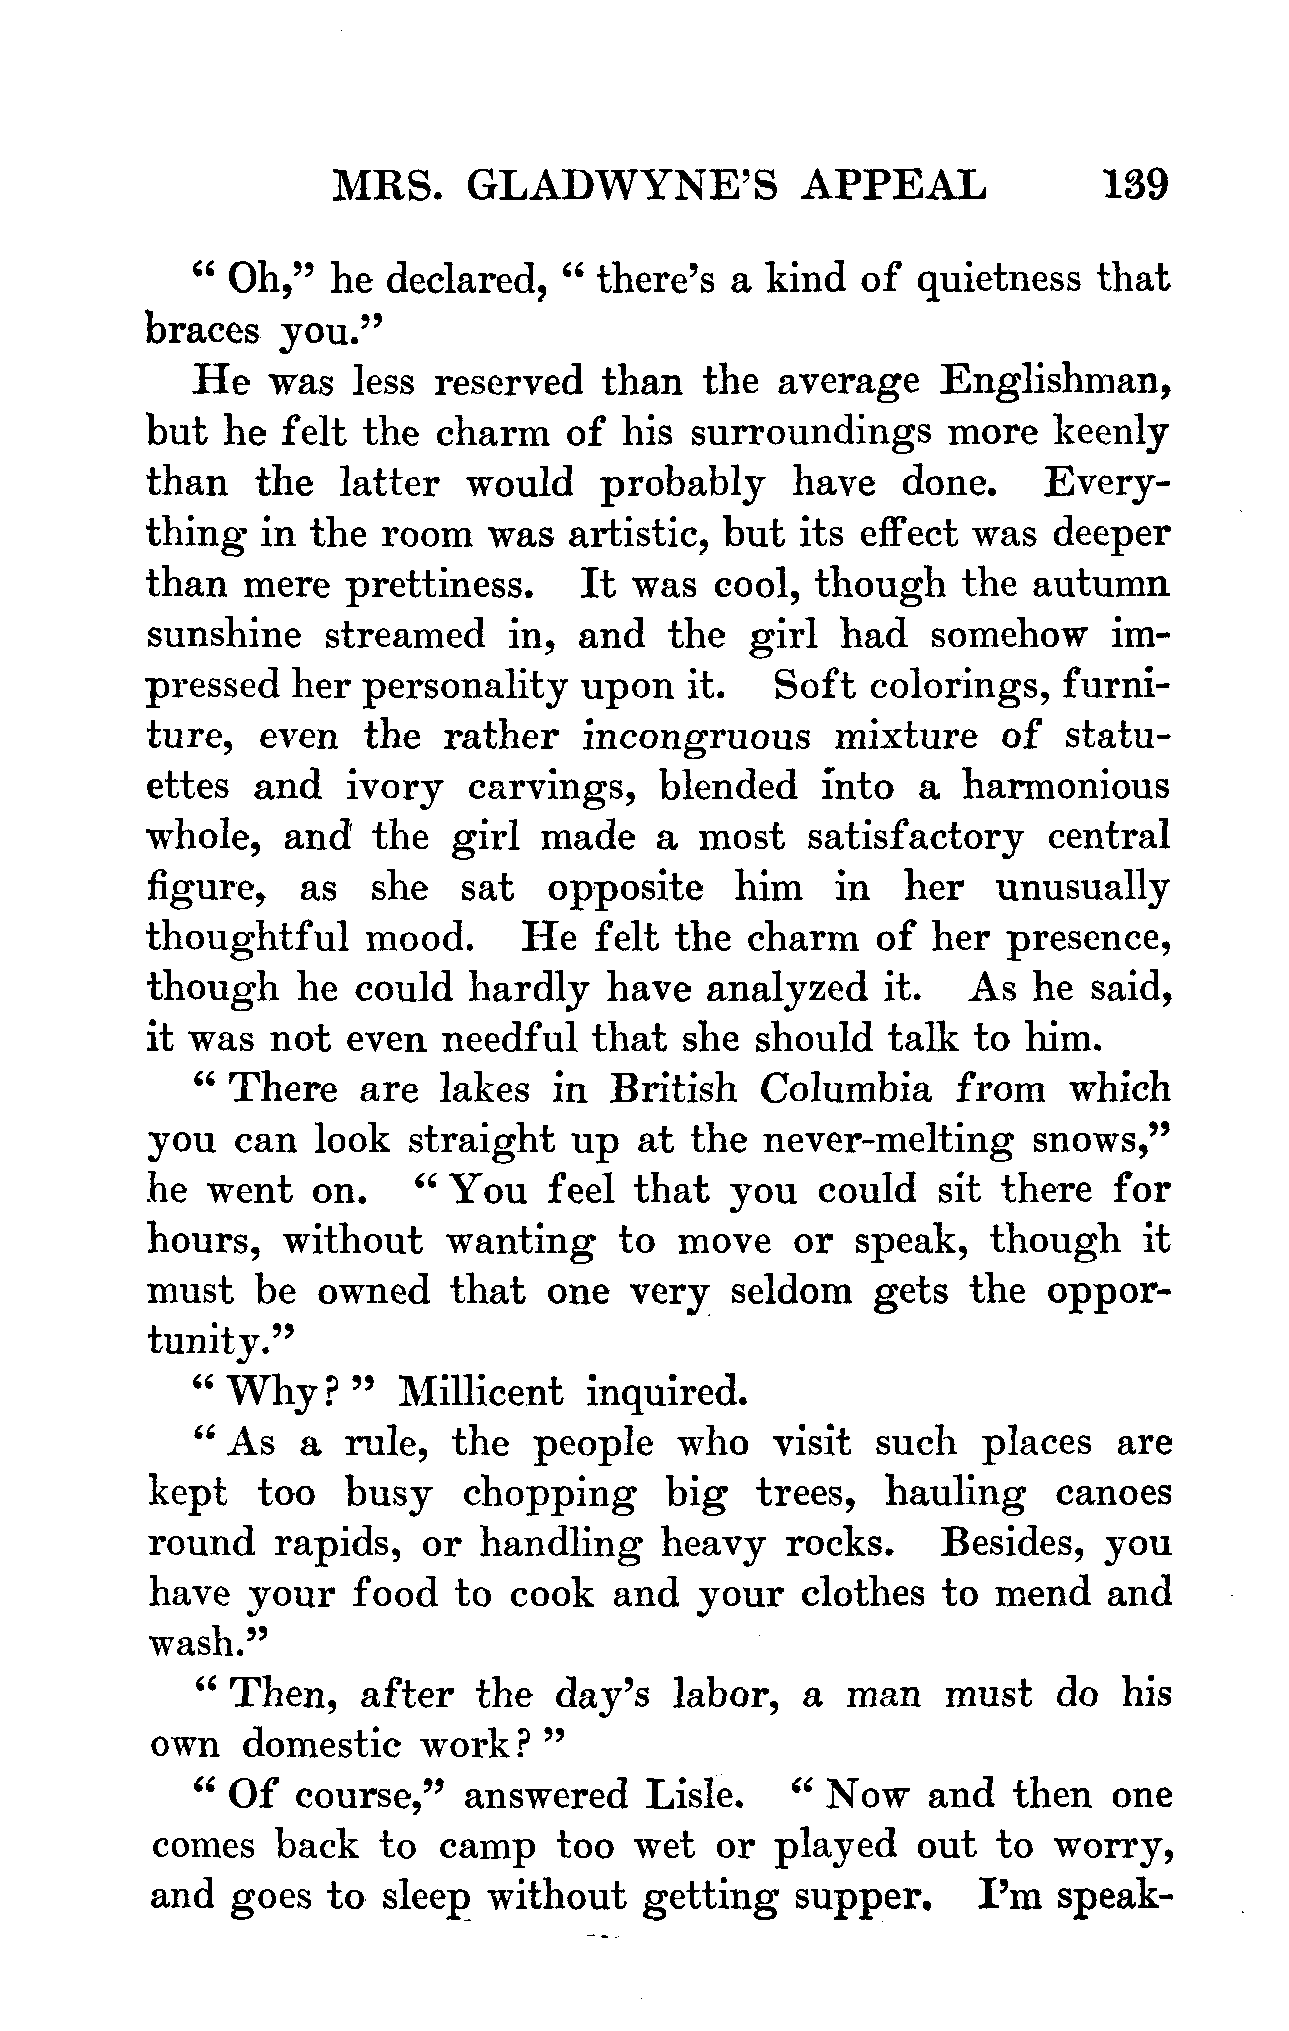 MRS. GLADWYNE'S APPEAL 139
“ Oh,” he declared, “ there's a kind of quietness that
braces you.”
He was less reserved than the average Englishman,
but he felt the charm of his surroundings more keenly
than the latter would probably have done. Every-
thing in the room was artistic, but its effect was deeper
than mere prettiness. It was cool, though the autumn
sunshine streamed in, and the girl had somehow im-
pressed her personality upon it. Soft colorings, furni-
ture, even the rather incongruous mixture of statu-
ettes and ivory carvings, blended into a harmonious
whole, and the girl made a most satisfactory central
figure, as she sat opposite him in her unusually
thoughtful mood. He felt the charm of her presence,
though he could hardly have analyzed it. As he said,
it was not even needful that she should talk to him.
“ There are lakes in British Columbia from which
you can look straight up at the never-melting snows,”
he went on. “ You feel that you could sit there for
hours, without wanting to move or speak, though it
must be owned that one very seldom gets the oppor-
tunity.”
“ Why? ” Millicent inquired.
“ As a rule, the people who visit such places are
kept too busy chopping big trees, hauling canoes
round rapids, or handling heavy rocks. Besides, you
have your food to cook and your clothes to mend and
wash.”
“ Then, after the day's labor, a man must do his
own domestic work? ”
“ Of course,” answered Lisle. “ Now and then one
comes back to camp too wet or played out to worry,
and goes to sleep without getting supper. I'm speak-